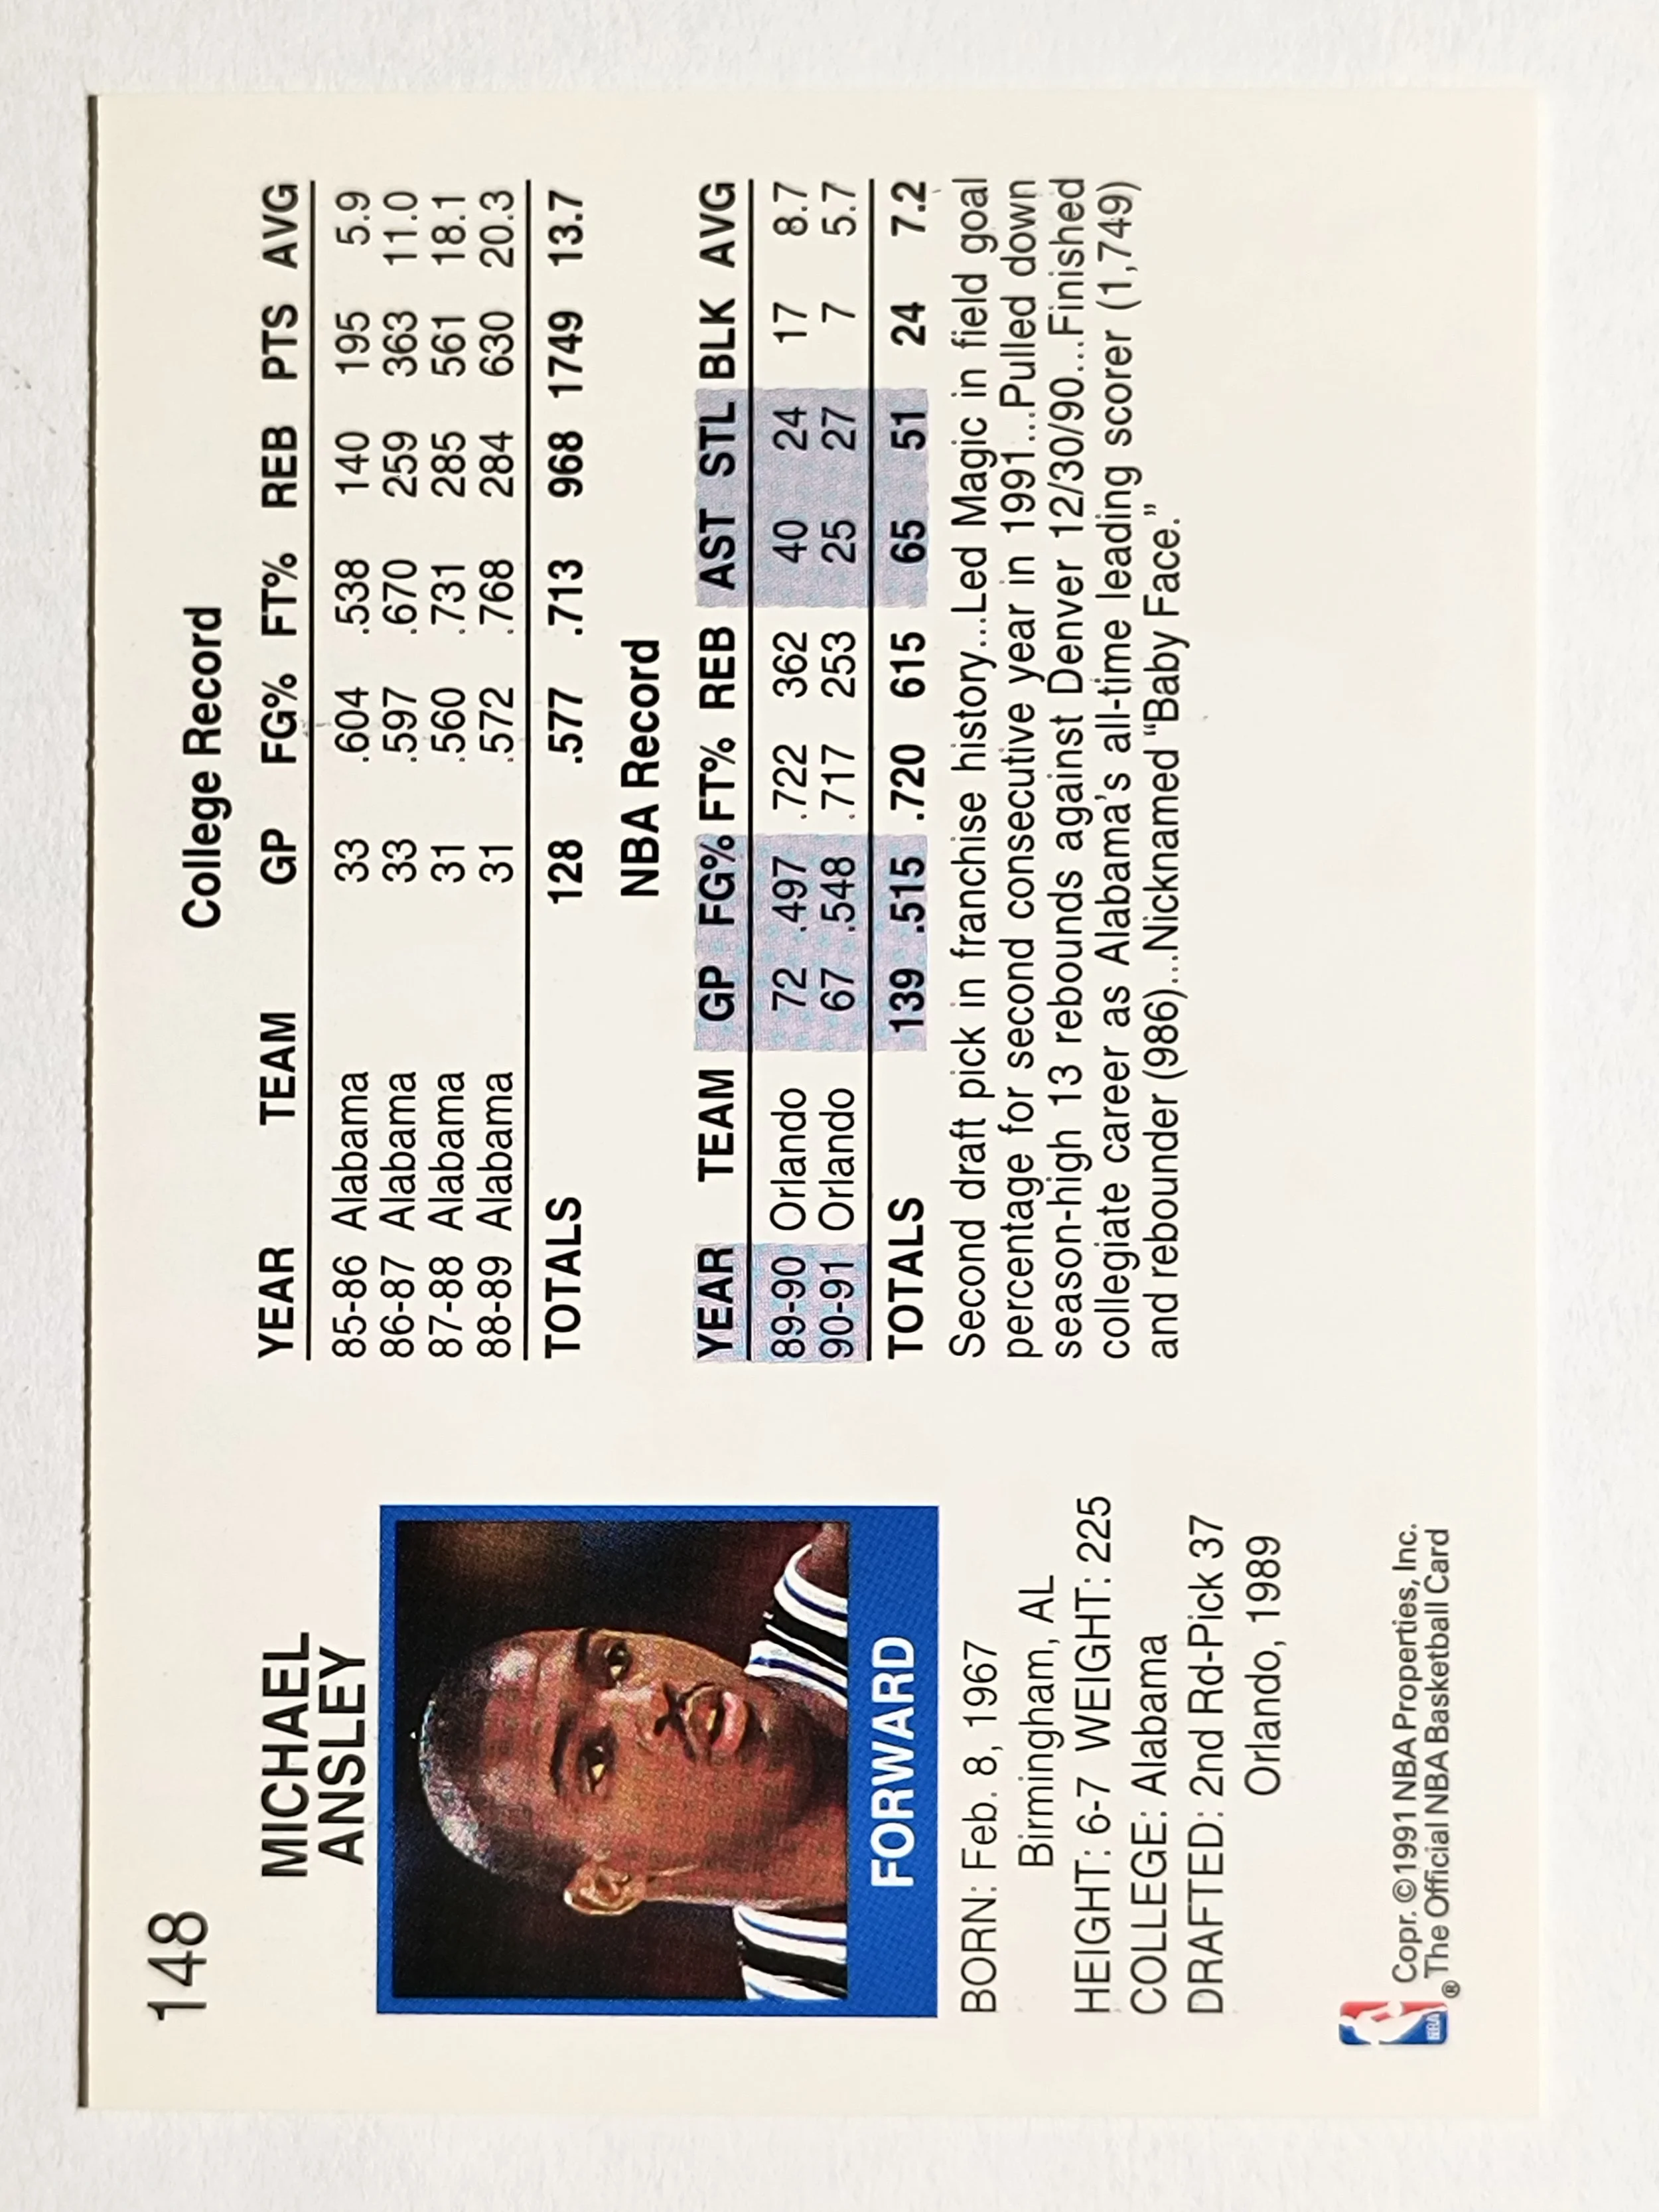 148
MICHAEL
ANSLEY
FORWARD
BORN: Feb. 8, 1967
Birmingham, AL
HEIGHT: 6-7 WEIGHT: 225
COLLEGE: Alabama
DRAFTED: 2nd Rd-Pick 37
Orlando, 1989
NBA
®
Copr. ©1991 NBA Properties, Inc.
The Official NBA Basketball Card
College Record
YEAR TEAM GP FG% FT% REB PTS AVG
85-86 Alabama 33 .604 .538 140 195 5.9
86-87 Alabama 33 .597 .670 259 363 11.0
87-88 Alabama 31 .560 .731 285 561 18.1
88-89 Alabama 31 .572 .768 284 630 20.3
TOTALS 128 .577 .713 968 1749 13.7
NBA Record
YEAR TEAM GP FG% FT% REB AST STL BLK AVG
89-90 Orlando 72 .497 .722 362 40 24 17 8.7
90-91 Orlando 67 .548 .717 253 25 27 7 5.7
TOTALS 139 .515 .720 615 65 51 24 7.2
Second draft pick in franchise history...Led Magic in field goal
percentage for second consecutive year in 1991...Pulled down
season-high 13 rebounds against Denver 12/30/90...Finished
collegiate career as Alabama's all-time leading scorer (1,749)
and rebounder (986)...Nicknamed "Baby Face."